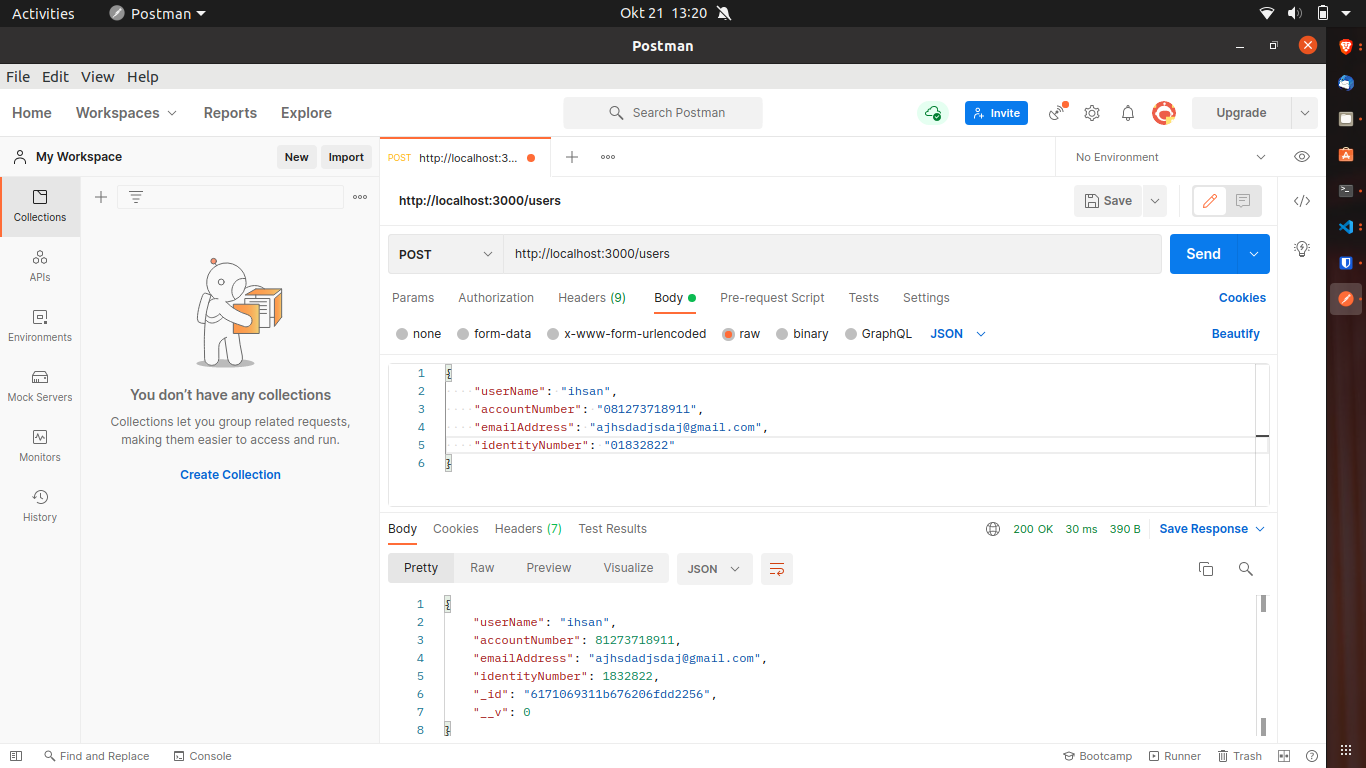 Activities Postman Okt 21 13:20
Postman
File Edit View Help
Home Workspaces Reports Explore Search Postman Invite Upgrade
My Workspace New Import POST http://localhost:3... No Environment
Collections
APIs
Environments
Mock Servers
Monitors
History
You don’t have any collections
Collections let you group related requests,
making them easier to access and run.
Create Collection
http://localhost:3000/users Save
POST http://localhost:3000/users Send
Params Authorization Headers (9) Body Pre-request Script Tests Settings Cookies
none form-data x-www-form-urlencoded raw binary GraphQL JSON Beautify
1 {
2 "userName": "ihsan",
3 "accountNumber": "081273718911",
4 "emailAddress": "ajhsdadjsdaj@gmail.com",
5 "identityNumber": "01832822"
6 }
Body Cookies Headers (7) Test Results 200 OK 30 ms 390 B Save Response
Pretty Raw Preview Visualize JSON
1 {
2 "userName": "ihsan",
3 "accountNumber": 81273718911,
4 "emailAddress": "ajhsdadjsdaj@gmail.com",
5 "identityNumber": 1832822,
6 "_id": "6171069311b676206fdd2256",
7 "__v": 0
8 }
Find and Replace Console Bootcamp Runner Trash